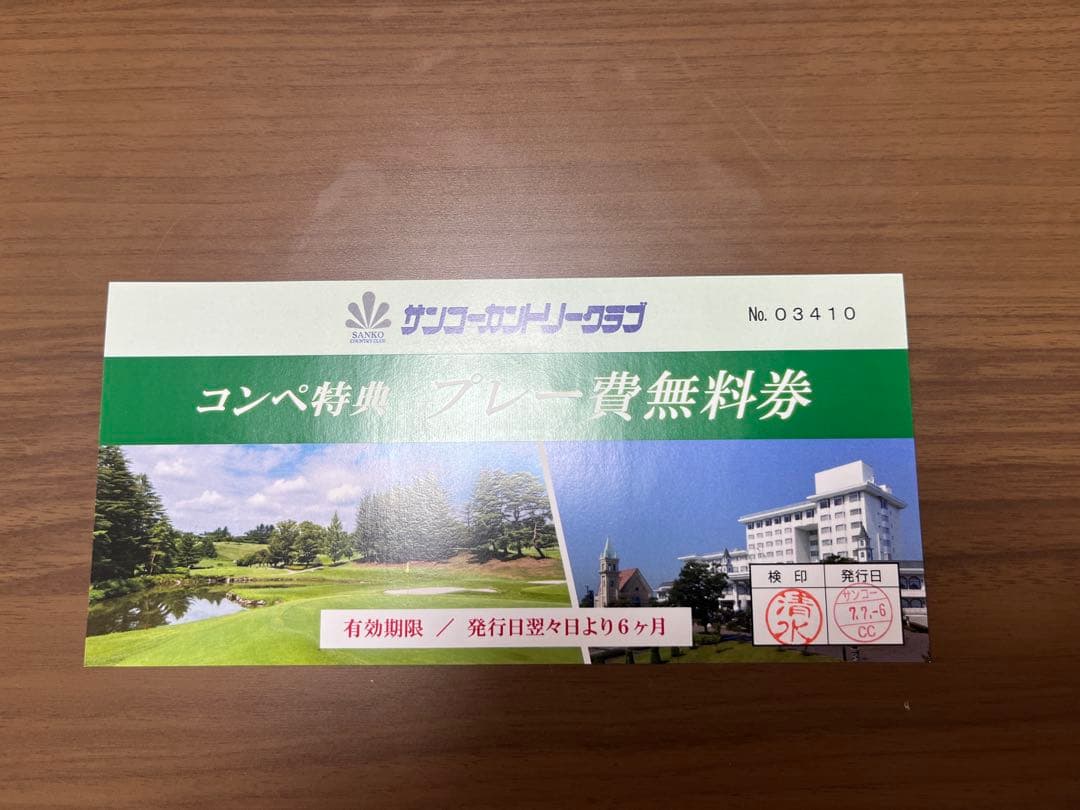 サンコーカントリークラブ
SANKO
COUNTRY CLUB
No. 03410
コンペ特典 プレー費無料券
検印 発行日
清水
サンコー
7.7.-6
CC
有効期限 / 発行日翌々日より6ヶ月